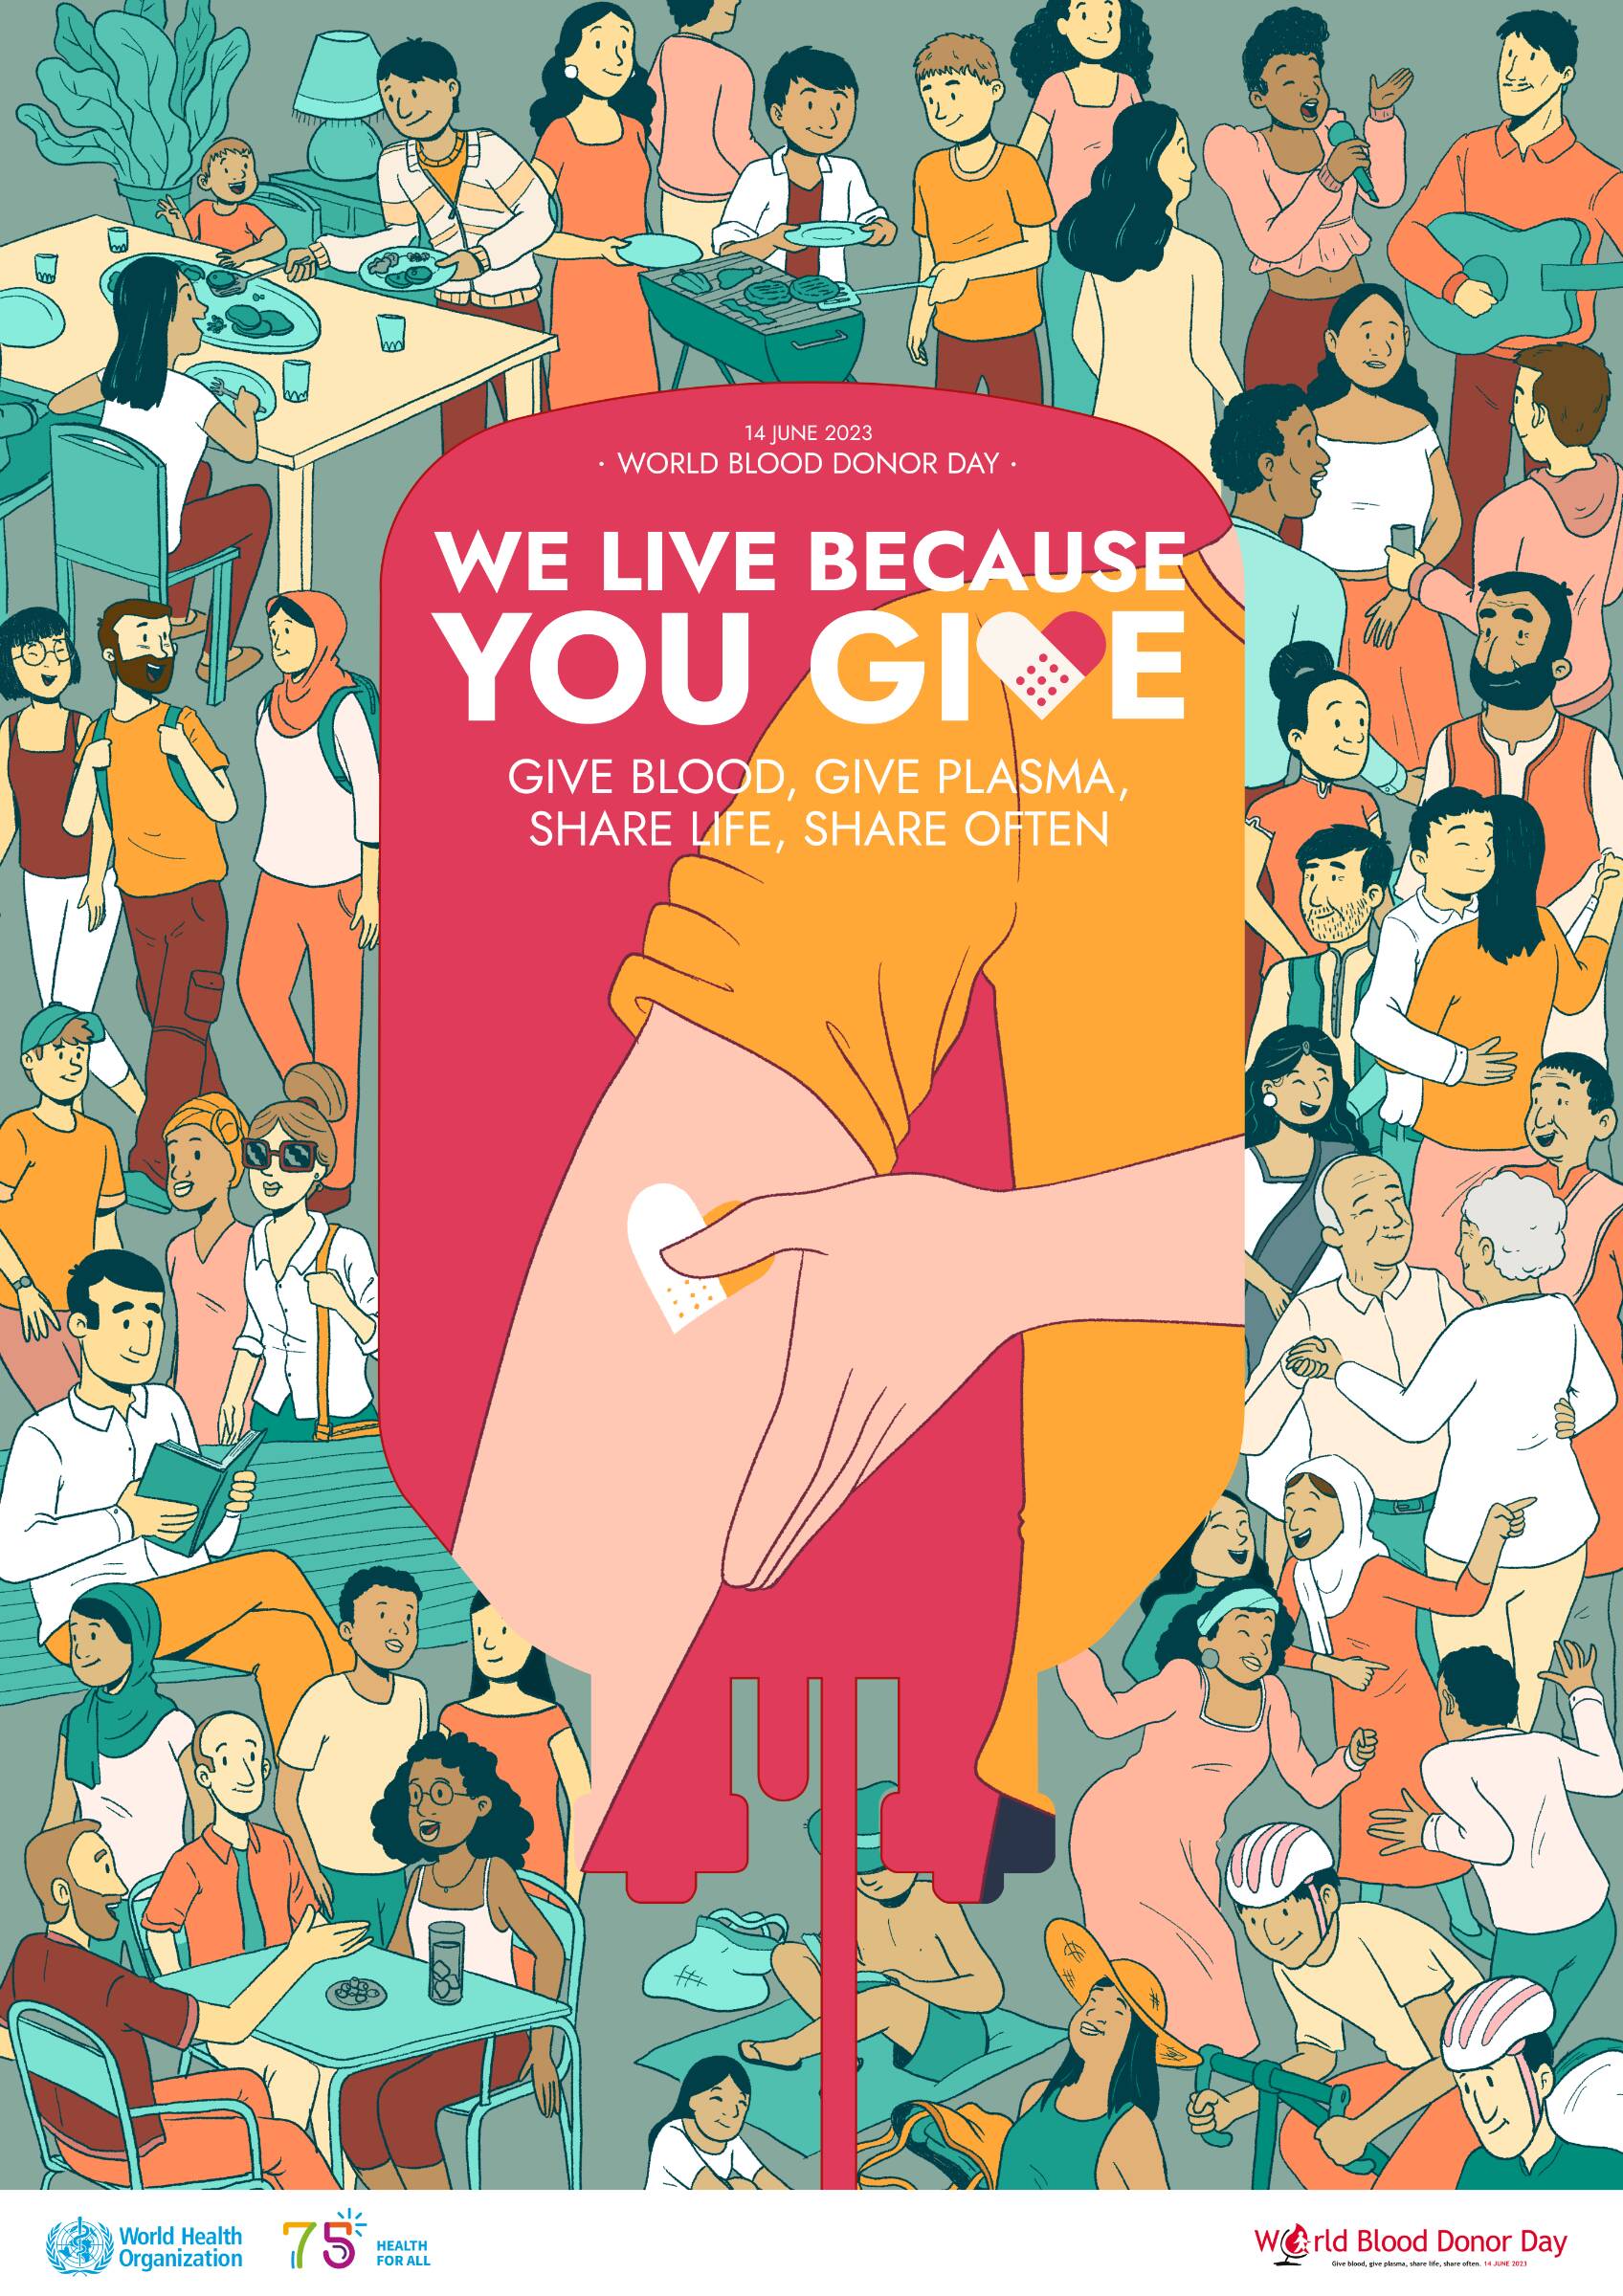 14 JUNE 2023
· WORLD BLOOD DONOR DAY ·
WE LIVE BECAUSE
YOU GIVE
GIVE BLOOD, GIVE PLASMA,
SHARE LIFE, SHARE OFTEN
World Health
Organization
75
HEALTH
FOR ALL
World Blood Donor Day
Give blood, give plasma, share life, share often. 14 JUNE 2023